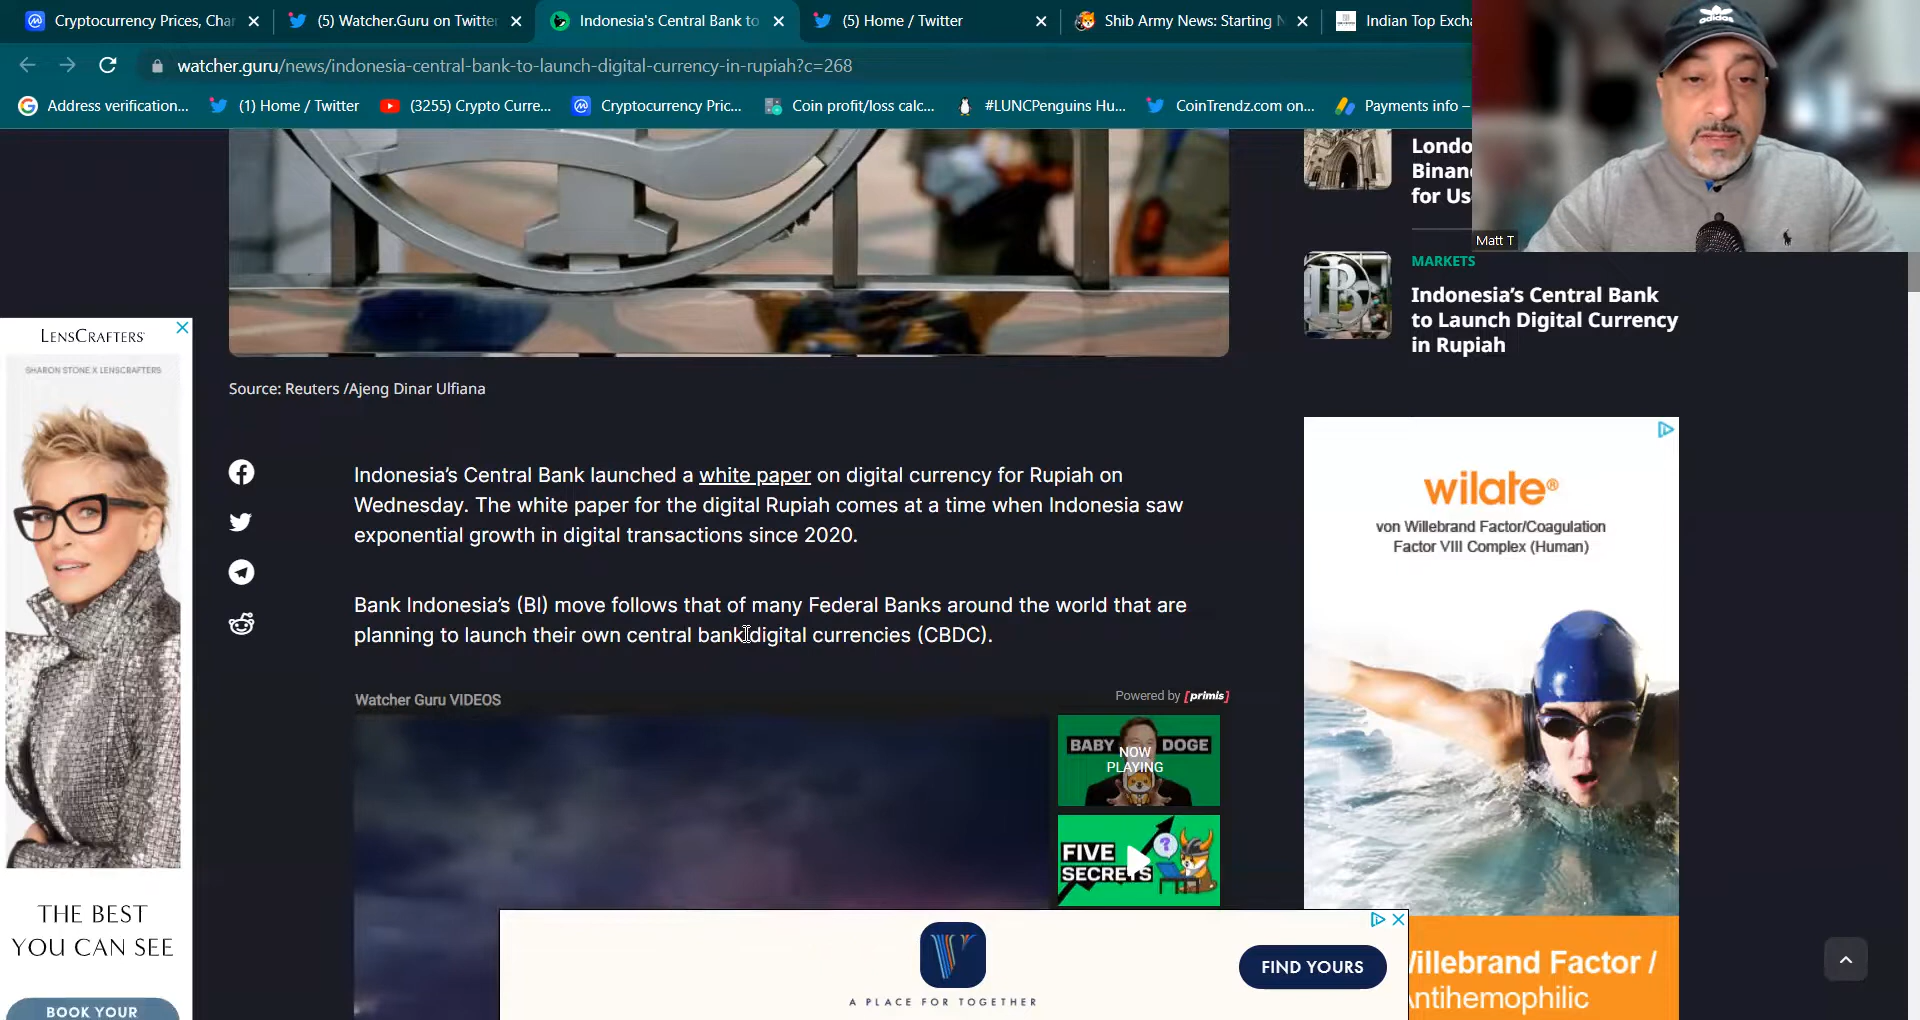 Cryptocurrency Prices, Char
(5) Watcher.Guru on Twitter
Indonesia's Central Bank to
(5) Home / Twitter
Shib Army News: Starting N
Indian Top Excha
watcher.guru/news/indonesia-central-bank-to-launch-digital-currency-in-rupiah?c=268
Address verification...
(1) Home / Twitter
(3255) Crypto Curre...
Cryptocurrency Pric...
Coin profit/loss calc...
#LUNCPenguins Hu...
CoinTrendz.com on...
Payments info –
adidas
Matt T
Londo
Binanc
for Us
MARKETS
Indonesia's Central Bank
to Launch Digital Currency
in Rupiah
LENSCRAFTERS
SHARON STONE X LENSCRAFTERS
THE BEST
YOU CAN SEE
BOOK YOUR
Source: Reuters /Ajeng Dinar Ulfiana
Indonesia's Central Bank launched a white paper on digital currency for Rupiah on
Wednesday. The white paper for the digital Rupiah comes at a time when Indonesia saw
exponential growth in digital transactions since 2020.
Bank Indonesia's (BI) move follows that of many Federal Banks around the world that are
planning to launch their own central bank digital currencies (CBDC).
Watcher Guru VIDEOS
Powered by [primis]
BABY DOGE
NOW
PLAYING
FIVE
SECRETS
wilate®
von Willebrand Factor/Coagulation
Factor VIII Complex (Human)
Willebrand Factor /
Antihemophilic
A PLACE FOR TOGETHER
FIND YOURS